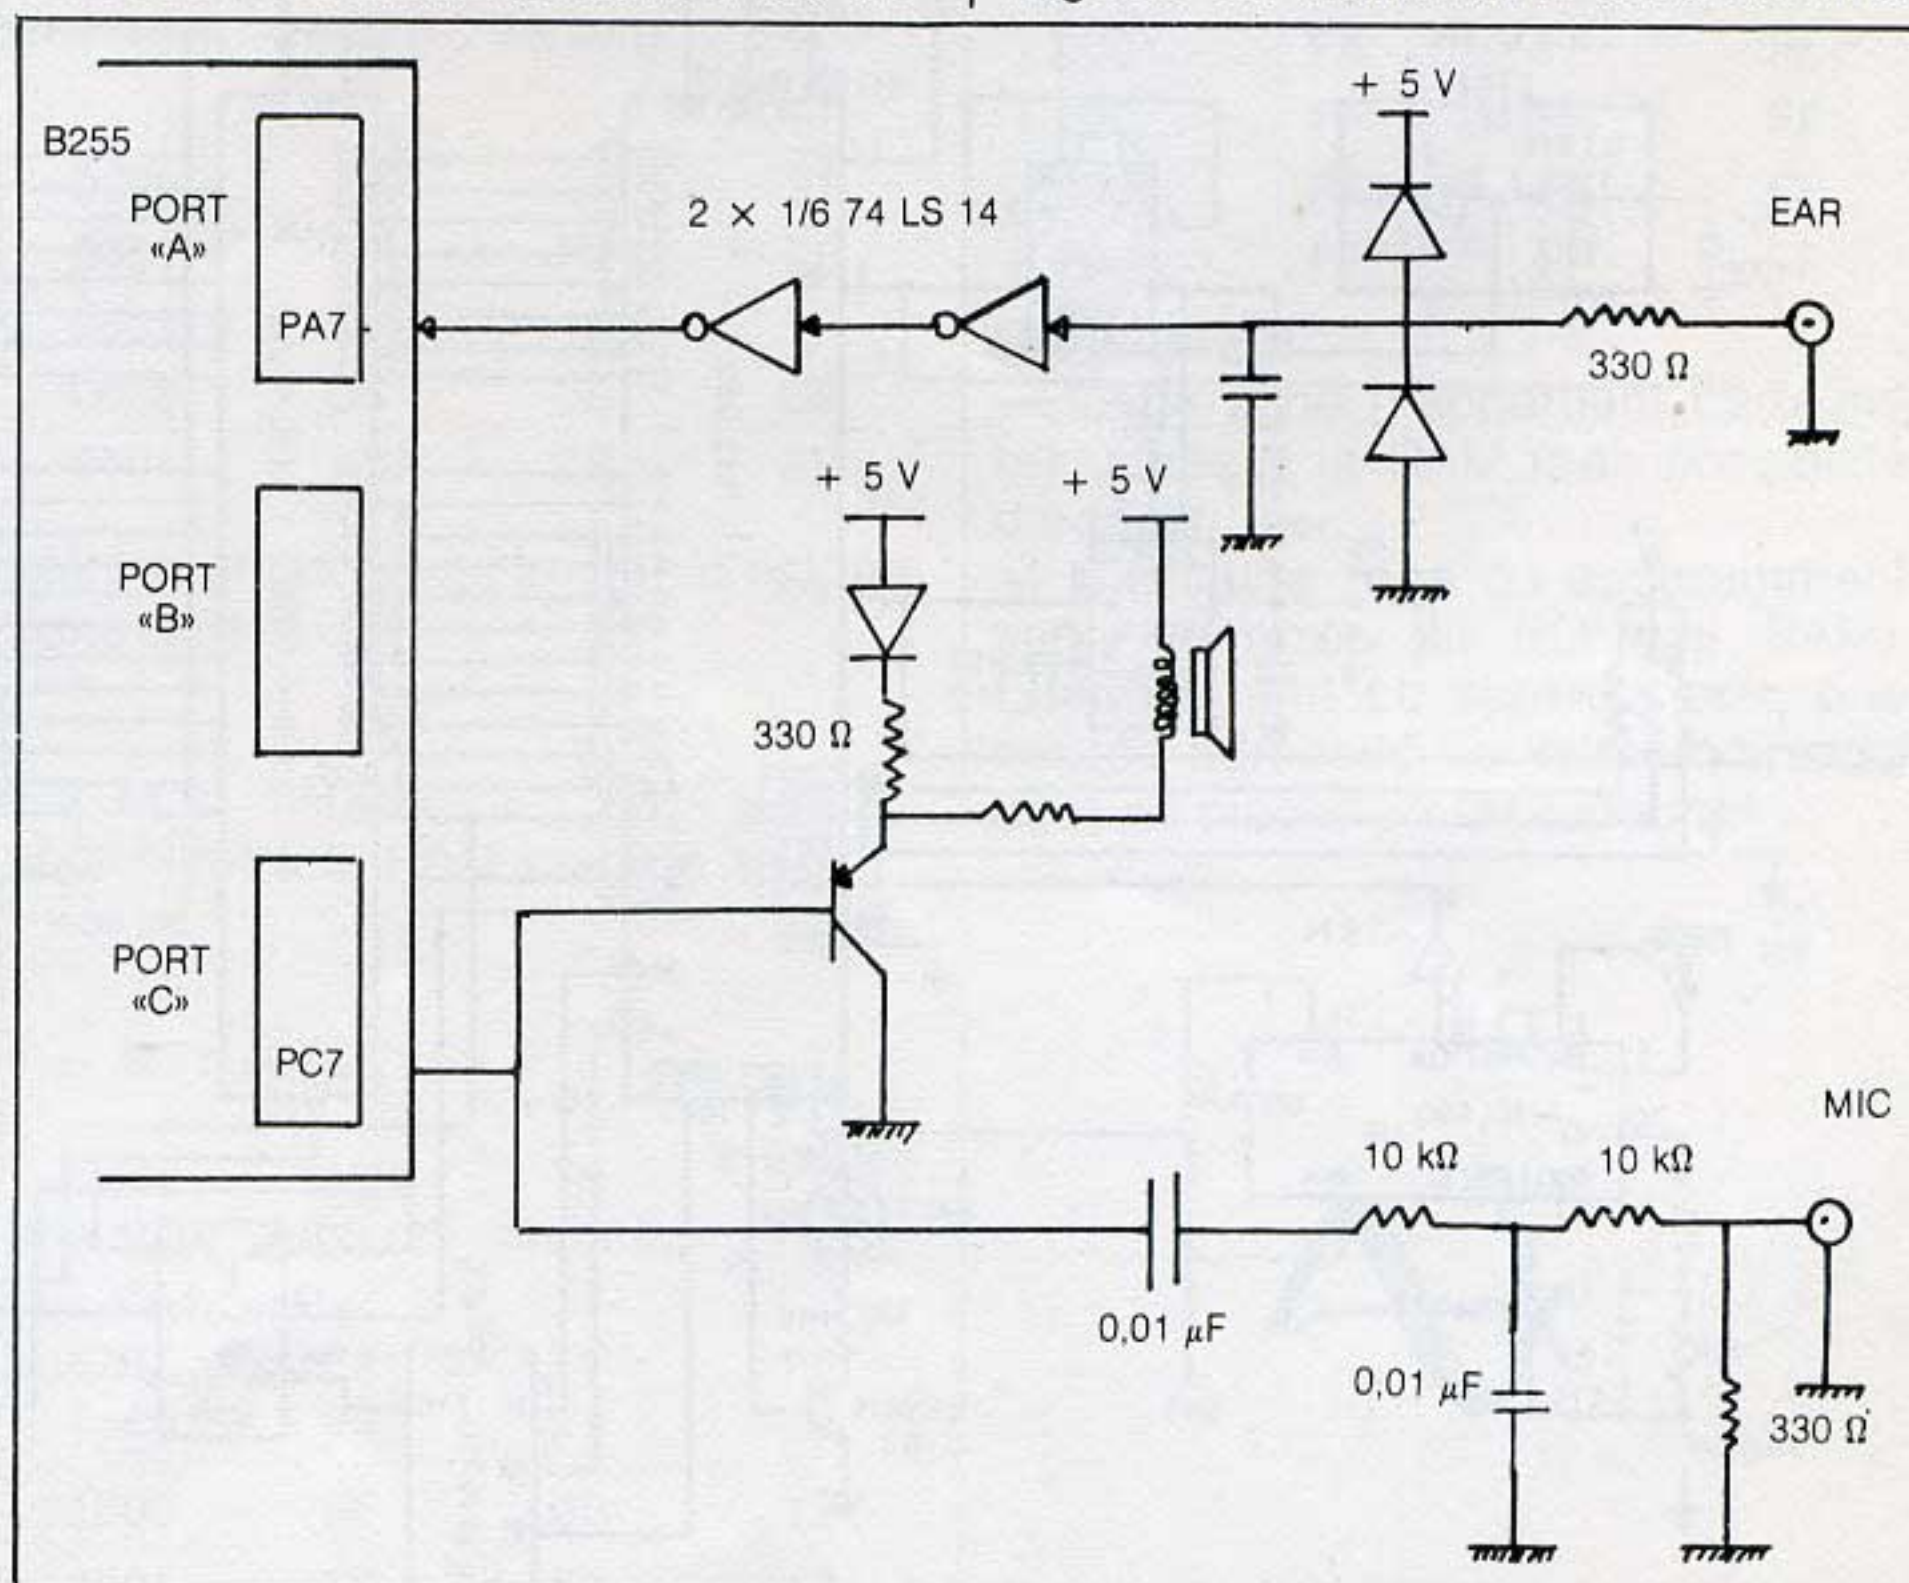 B255
PORT
«A»
PA7
2 × 1/6 74 LS 14
+ 5 V
EAR
330 Ω
PORT
«B»
+ 5 V
+ 5 V
330 Ω
PORT
«C»
PC7
MIC
10 kΩ
10 kΩ
0,01 µF
0,01 µF
330 Ω